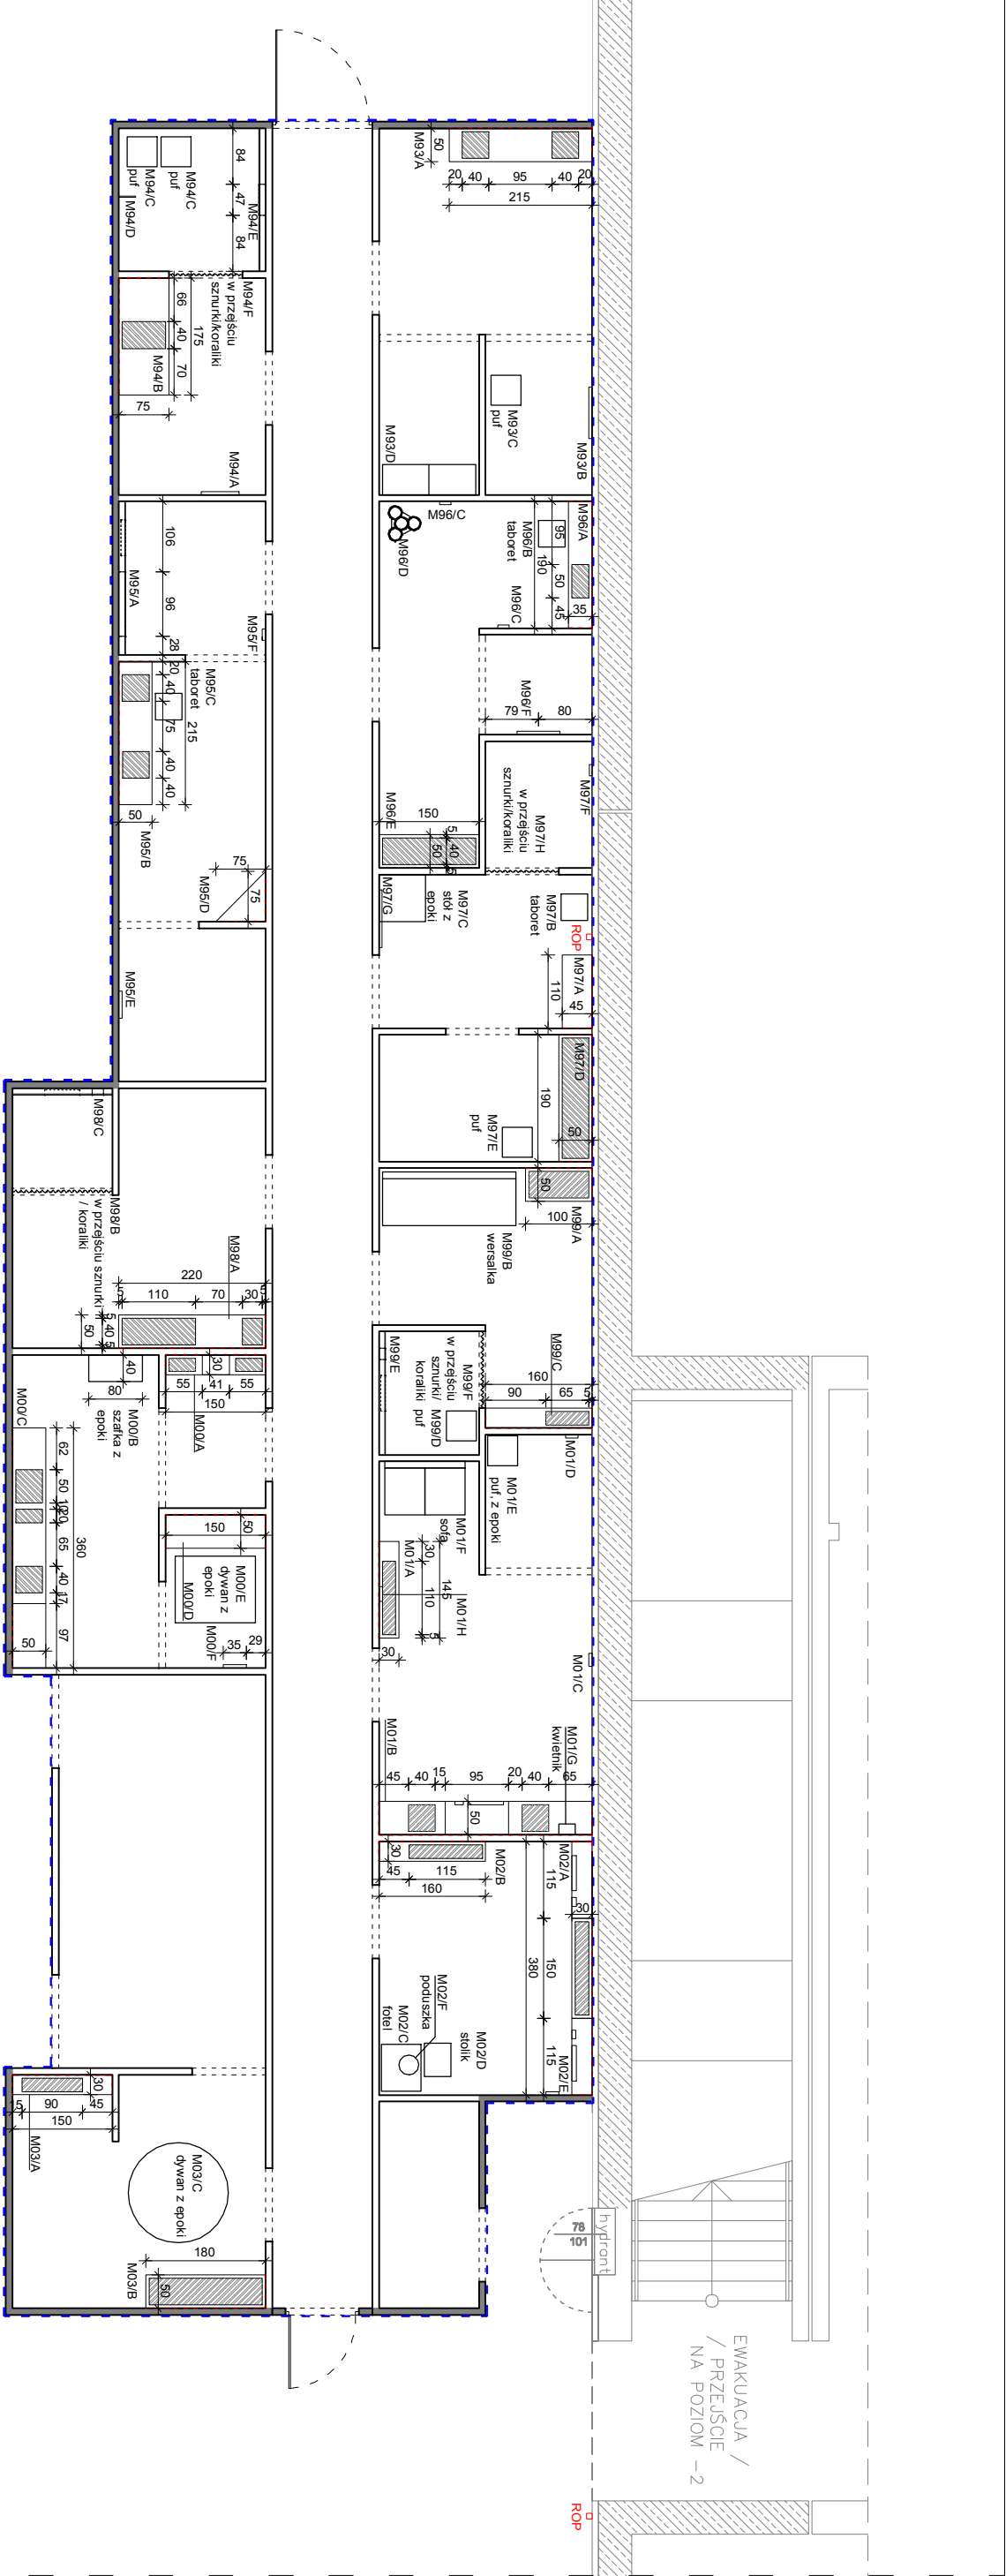 M93/A
50
20
40
95
40
20
215
M93/B
M93/C
puf
M93/D
M94/C
puf
M94/C
puf
M94/D
M94/E
84
47
84
M94/F
w przejściu
sznurki/koraliki
66
40
70
175
M94/B
75
M94/A
M96/A
95
50
45
190
35
M96/B
taboret
M96/C
M96/D
M96/C
M96/F
79
80
M96/E
150
5
40
5
50
M95/A
106
96
28
M95/F
M95/C
taboret
20
40
75
40
40
215
50
M95/B
M95/D
75
75
M95/E
M97/F
M97/H
w przejściu
sznurki/koraliki
M97/B
taboret
ROP
M97/A
110
45
M97/C
stół z
epoki
M97/G
M97/D
190
50
M97/E
puf
M98/C
M98/B
w przejściu sznurki
/ koraliki
M98/A
220
5
110
70
30
5
5
40
5
50
M99/A
50
100
M99/B
wersalka
M99/C
160
90
65
5
M99/F
w przejściu
sznurki/
koraliki
M99/D
puf
M99/E
M00/A
30
55
41
55
150
M00/B
szafka z
epoki
40
80
M00/C
62
50
10
20
65
40
17
97
360
50
M00/E
dywan z
epoki
M00/D
150
50
M00/F
35
29
M01/D
M01/E
puf, z epoki
M01/F
sofa
M01/A
30
110
5
145
M01/H
30
M01/C
M01/G
kwietnik
M01/B
45
40
15
95
20
40
65
50
M02/A
115
150
115
380
30
M02/B
30
45
115
160
M02/D
stolik
M02/F
poduszka
M02/C
fotel
M02/E
M03/A
30
15
90
45
150
M03/C
dywan z epoki
M03/B
180
50
hydrant
78
101
EWAKUACJA /
/ PRZEJŚCIE
NA POZIOM -2
ROP